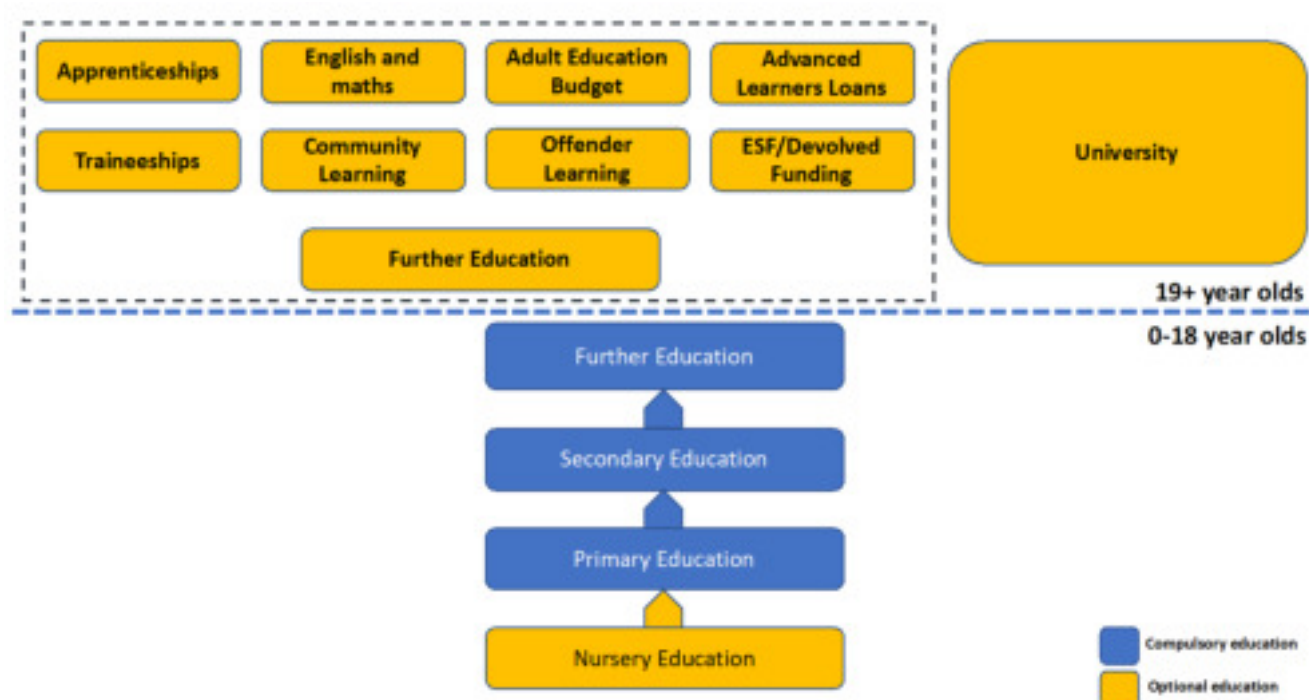 Apprenticeships
English and
maths
Adult Education
Budget
Advanced
Learners Loans
Traineeships
Community
Learning
Offender
Learning
ESF/Devolved
Funding
Further Education
University
19+ year olds
0-18 year olds
Further Education
Secondary Education
Primary Education
Nursery Education
Compulsory education
Optional education